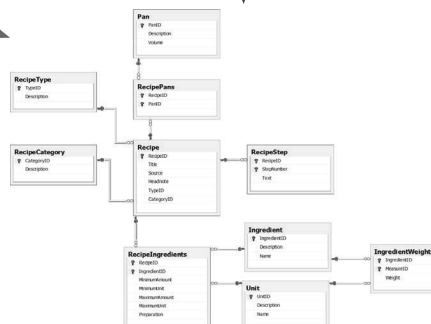 Pan
PanID
Description
Volume
RecipeType
TypeID
Description
RecipePans
RecipeID
PanID
RecipeCategory
CategoryID
Description
Recipe
RecipeID
Title
Source
Headnote
TypeID
CategoryID
RecipeStep
RecipeID
StepNumber
Text
Ingredient
IngredientID
Description
Name
IngredientWeight
IngredientID
MinimumID
Weight
RecipeIngredients
RecipeID
IngredientID
MinimumAmount
MinimumUnit
MaximumAmount
MaximumUnit
Preparation
Unit
UnitID
Description
Name